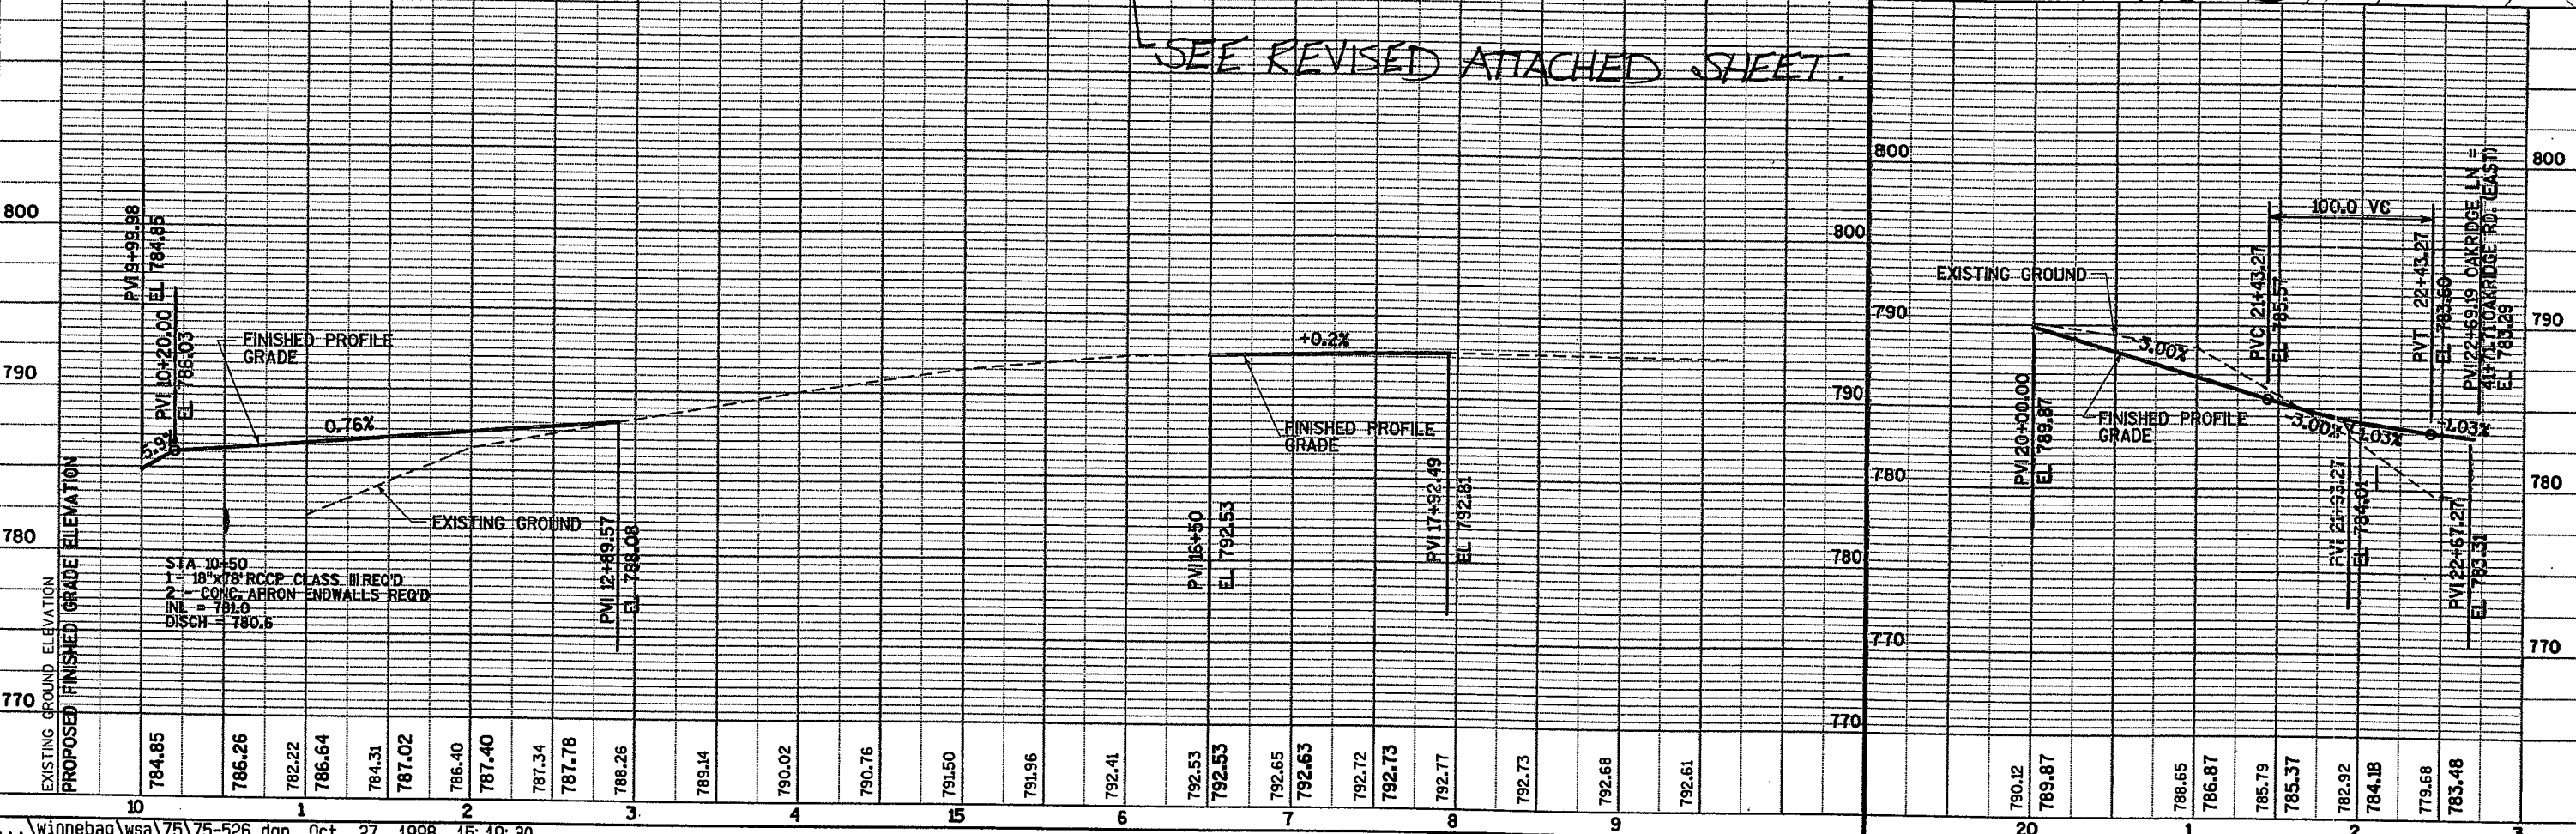 SEE REVISED ATTACHED SHEET.
800
790
780
770
PVI 9+99.98
EL 784.85
PVI 10+20.00
EL 786.03
FINISHED PROFILE
GRADE
0.76%
EXISTING GROUND
STA 10+50
1 - 18"x78' RCCP CLASS III REQ'D
2 - CONC. APRON ENDWALLS REQ'D
INL = 781.0
DISCH = 780.6
PVI 12+89.57
EL 788.08
+0.2%
FINISHED PROFILE
GRADE
PVI 16+50
EL 792.53
PVI 17+92.49
EL 792.81
800
790
780
770
800
790
780
770
EXISTING GROUND
-3.00%
FINISHED PROFILE
GRADE
PVI 20+00.00
EL 789.87
100.0 VC
PVC 21+43.27
EL 785.57
PVT 22+43.27
EL 783.60
PVI 22+69.19 OAKRIDGE LN =
41+71.71 OAKRIDGE RD. (EAST)
EL 783.29
-3.00%
-1.03%
-1.03%
PVI 21+93.27
EL 784.01
PVI 22+67.27
EL 783.31
800
790
780
770
EXISTING GROUND ELEVATION
PROPOSED FINISHED GRADE ELEVATION
784.85
786.26
782.22
786.64
784.31
787.02
786.40
787.40
787.34
787.78
788.26
789.14
790.02
790.76
791.50
791.96
792.41
792.53
792.53
792.65
792.63
792.72
792.73
792.77
792.73
792.68
792.61
790.12
789.87
788.65
786.87
785.79
785.37
782.92
784.18
779.68
783.48
10 1 2 3 4 15 6 7 8 9 20 1 2 3
...\winnebag\wsa\75\75-526.dgn Oct. 27, 1998 15:19:30